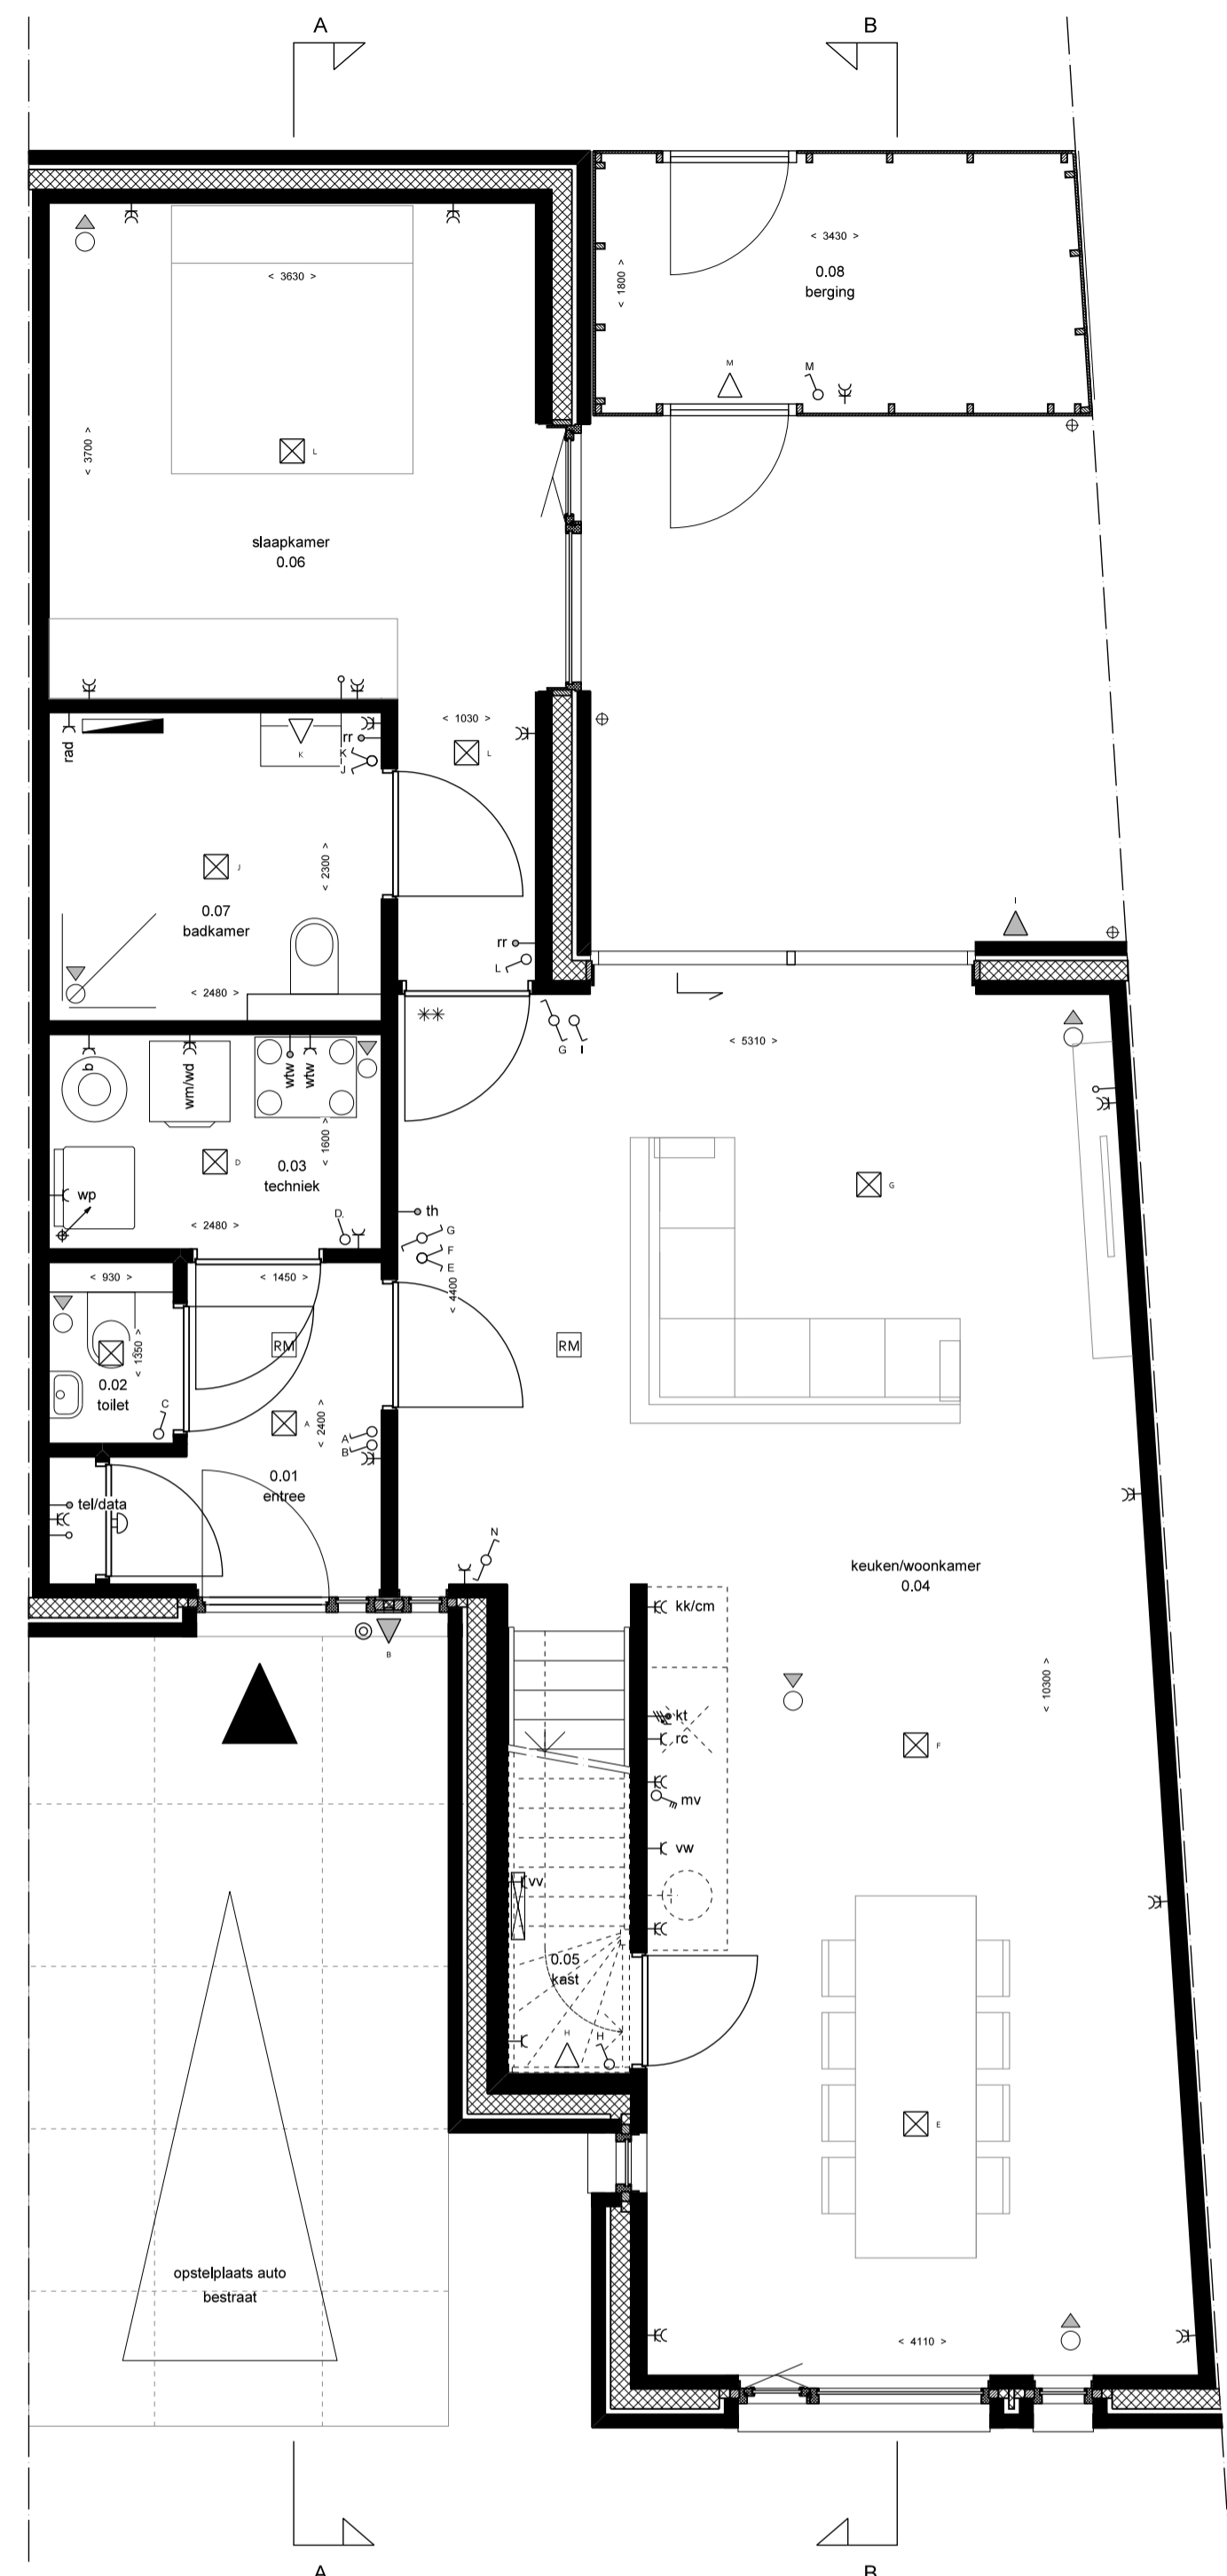 A
B
< 3430 >
0.08
berging
< 1800 >
< 3630 >
M
M
< 3700 >
L
slaapkamer
0.06
< 1030 >
rad
K
rr
K
J
L
< 2300 >
J
0.07
badkamer
rr
L
< 2480 >
I
**
G
I
< 5310 >
b
wm/wd
wtw
wtw
< 1600 >
D
0.03
techniek
wp
< 2480 >
D.
th
G
F
E
< 4400 >
G
< 930 >
< 1450 >
< 1350 >
RM
RM
0.02
toilet
C
A
< 2400 >
A
B
0.01
entree
tel/data
N
keuken/woonkamer
0.04
B
kk/cm
< 10300 >
kt
rc
F
mv
vw
vv
0.05
kast
H
H
E
opstelplaats auto
bestraat
< 4110 >
A
B